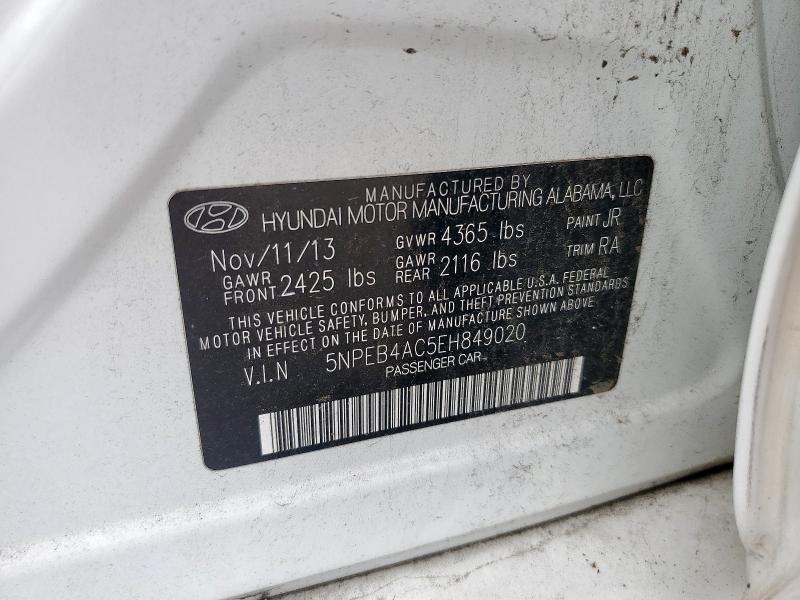 MANUFACTURED BY
HYUNDAI MOTOR MANUFACTURING ALABAMA, LLC
Nov/11/13 GVWR 4365 lbs PAINT JR
GAWR FRONT 2425 lbs GAWR REAR 2116 lbs TRIM RA
THIS VEHICLE CONFORMS TO ALL APPLICABLE U.S.A. FEDERAL
MOTOR VEHICLE SAFETY, BUMPER, AND THEFT PREVENTION STANDARDS
IN EFFECT ON THE DATE OF MANUFACTURE SHOWN ABOVE.
V.I.N 5NPEB4AC5EH849020
PASSENGER CAR